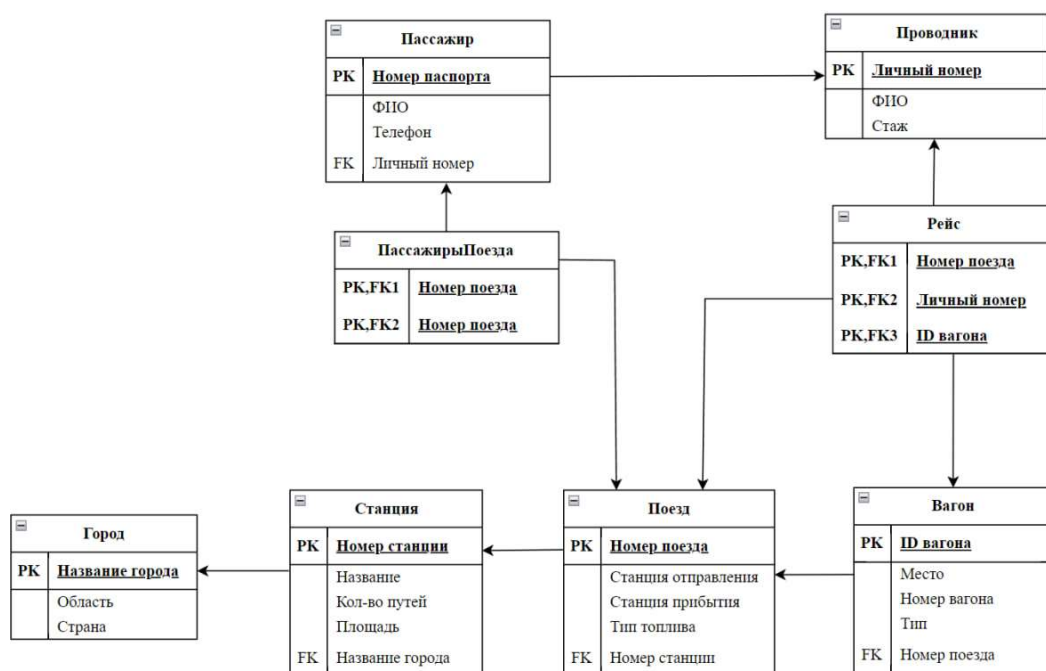 Пассажир
PK Номер паспорта
ФИО
Телефон
FK Личный номер
Проводник
PK Личный номер
ФИО
Стаж
ПассажирыПоезда
PK,FK1 Номер поезда
PK,FK2 Номер поезда
Рейс
PK,FK1 Номер поезда
PK,FK2 Личный номер
PK,FK3 ID вагона
Город
PK Название города
Область
Страна
Станция
PK Номер станции
Название
Кол-во путей
Площадь
FK Название города
Поезд
PK Номер поезда
Станция отправления
Станция прибытия
Тип топлива
FK Номер станции
Вагон
PK ID вагона
Место
Номер вагона
Тип
FK Номер поезда